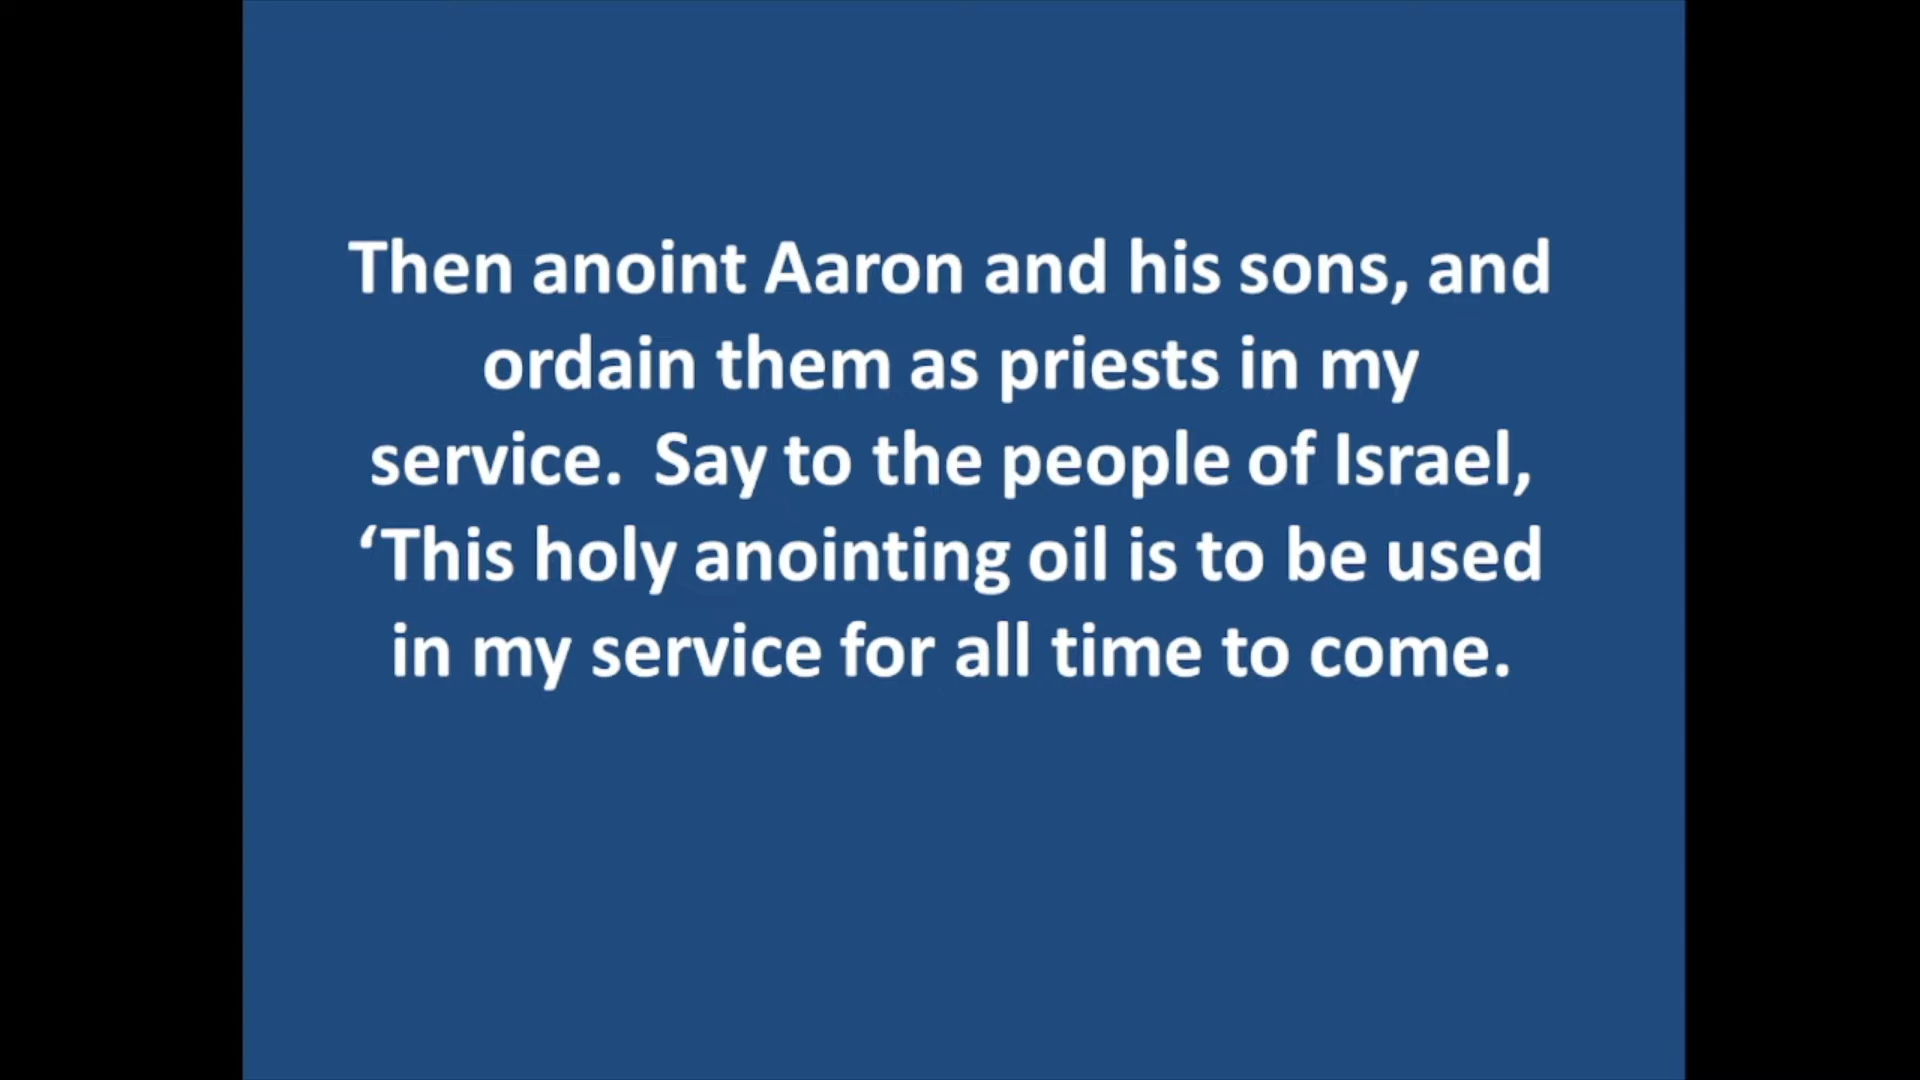 Then anoint Aaron and his sons, and
ordain them as priests in my
service.  Say to the people of Israel,
‘This holy anointing oil is to be used
in my service for all time to come.